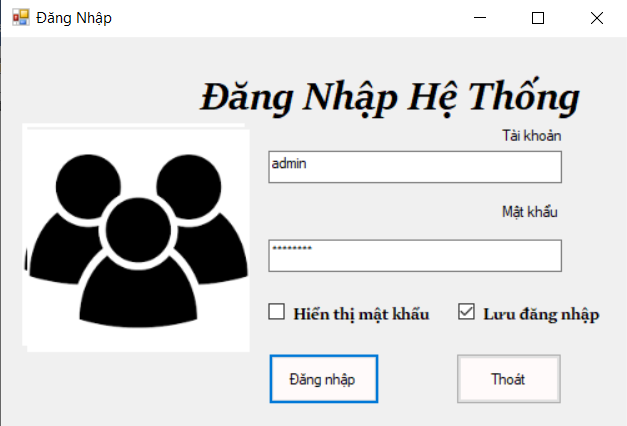 Đăng Nhập
Đăng Nhập Hệ Thống
Tài khoản
admin
Mật khẩu
********
Hiển thị mật khẩu
Lưu đăng nhập
Đăng nhập
Thoát